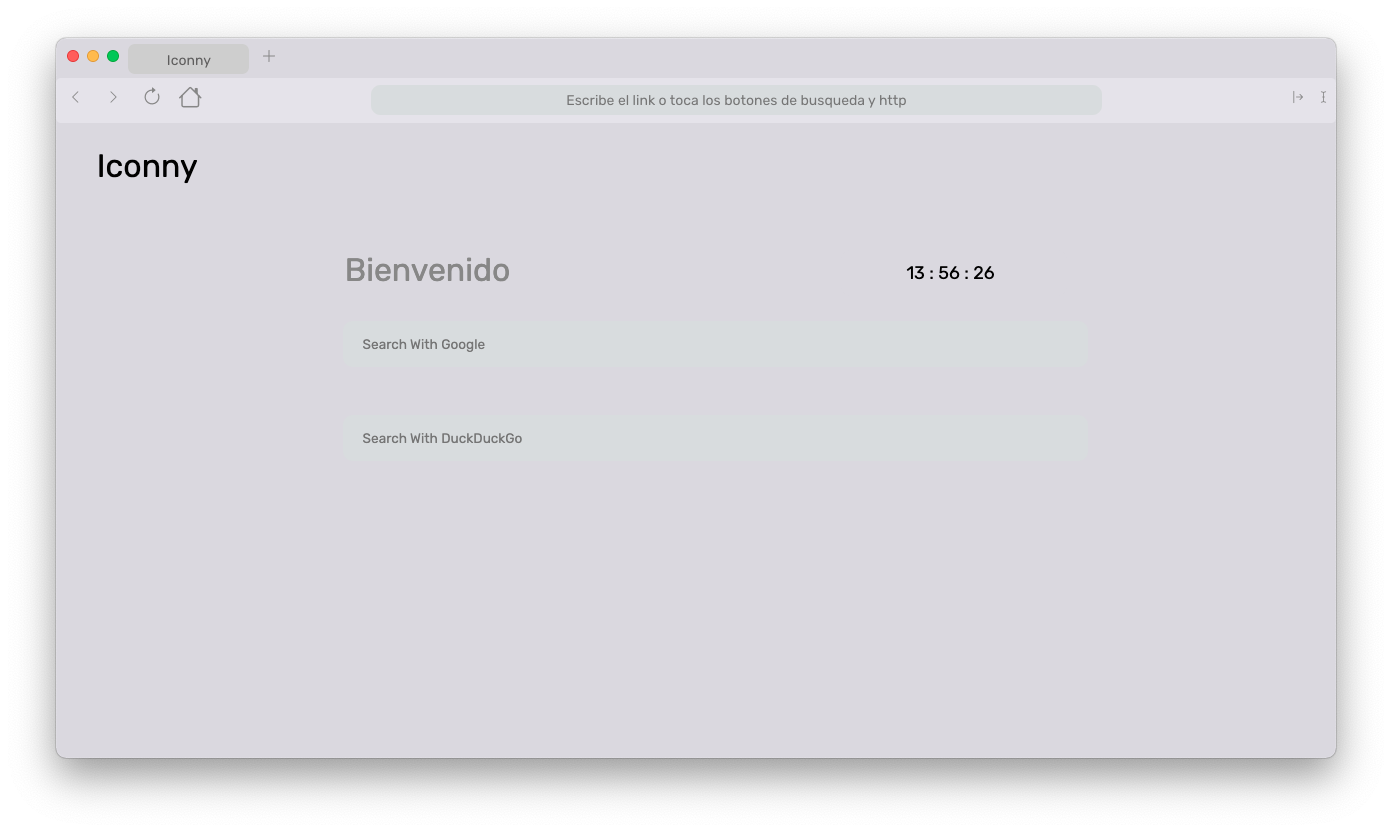 Iconny
Escribe el link o toca los botones de busqueda y http
Iconny
Bienvenido
13 : 56 : 26
Search With Google
Search With DuckDuckGo